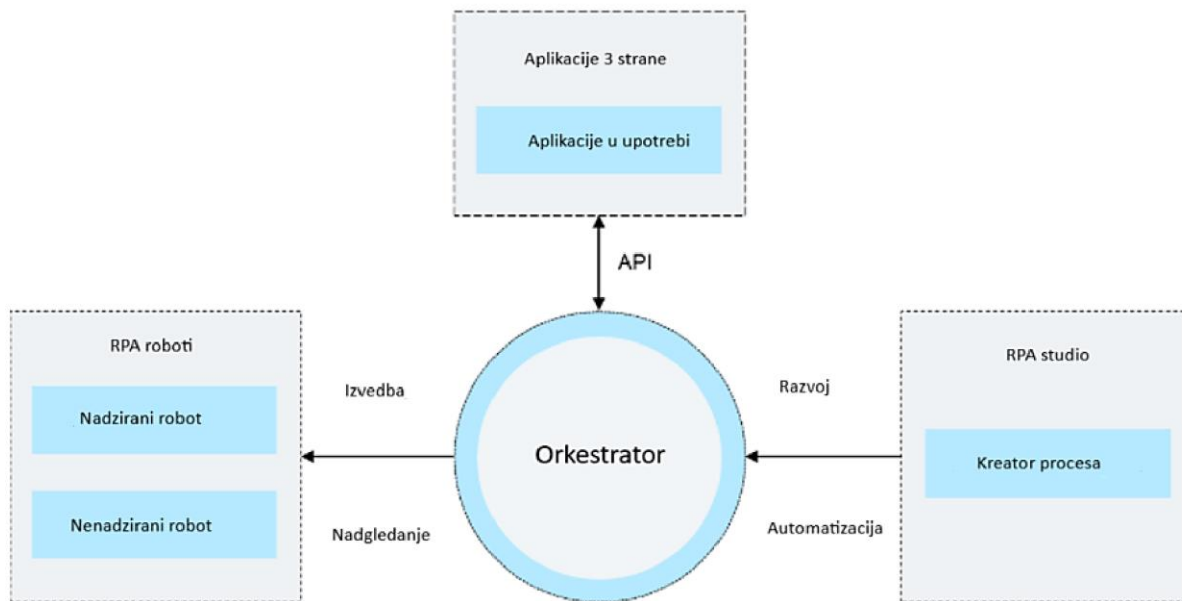 Aplikacije 3 strane
Aplikacije u upotrebi
API
RPA roboti
Nadzirani robot
Nenadzirani robot
Izvedba
Nadgledanje
Orkestrator
Razvoj
Automatizacija
RPA studio
Kreator procesa